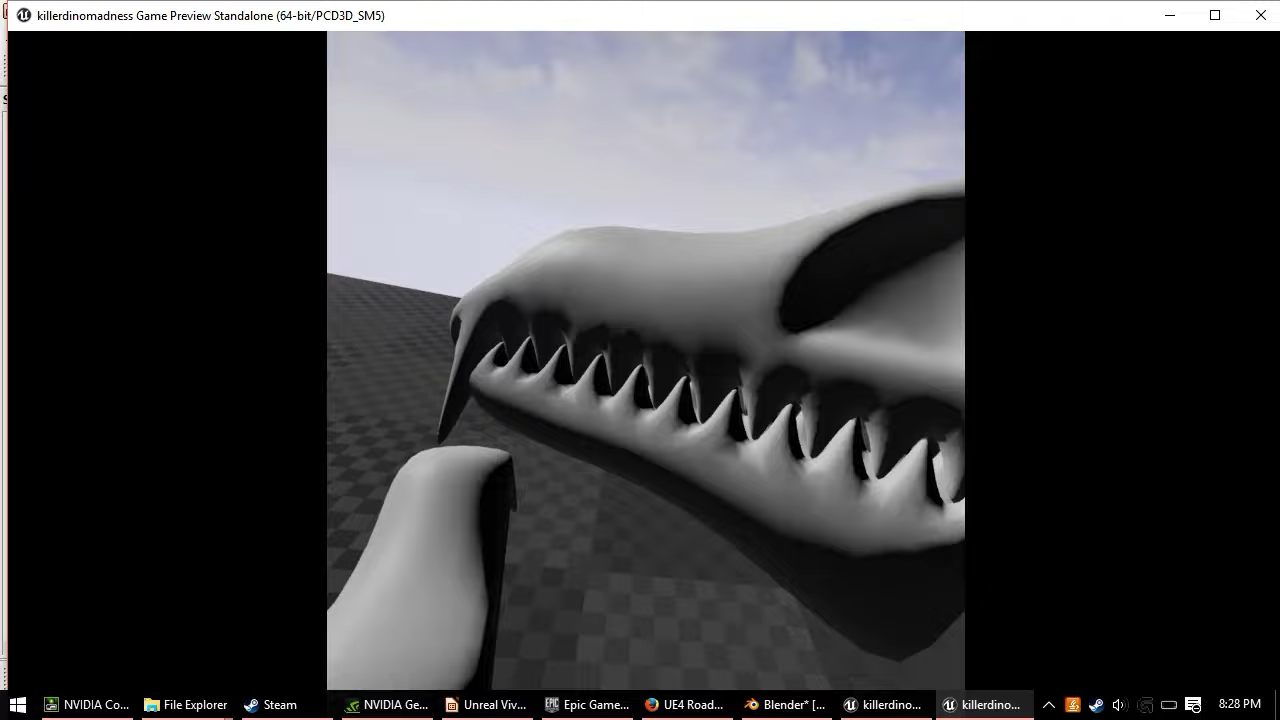 killerdinomadness Game Preview Standalone (64-bit/PCD3D_SM5)
NVIDIA Co...
File Explorer
Steam
NVIDIA Ge...
Unreal Viv...
Epic Game...
UE4 Road...
Blender* [...
killerdino...
killerdino...
8:28 PM